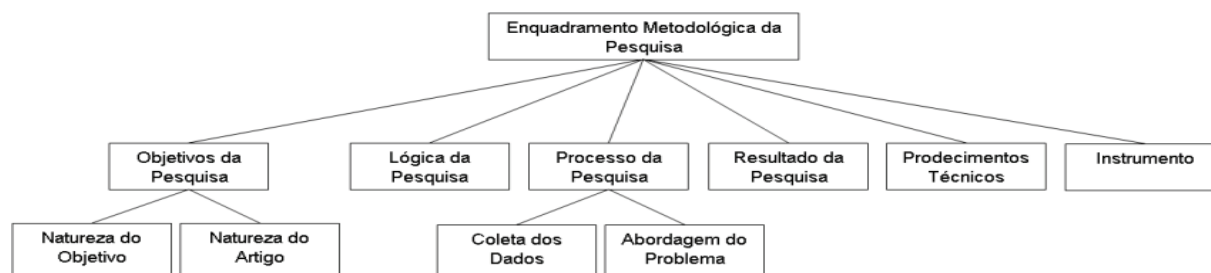 Enquadramento Metodológica da
Pesquisa
Objetivos da
Pesquisa
Lógica da
Pesquisa
Processo da
Pesquisa
Resultado da
Pesquisa
Prodecimentos
Técnicos
Instrumento
Natureza do
Objetivo
Natureza do
Artigo
Coleta dos
Dados
Abordagem do
Problema